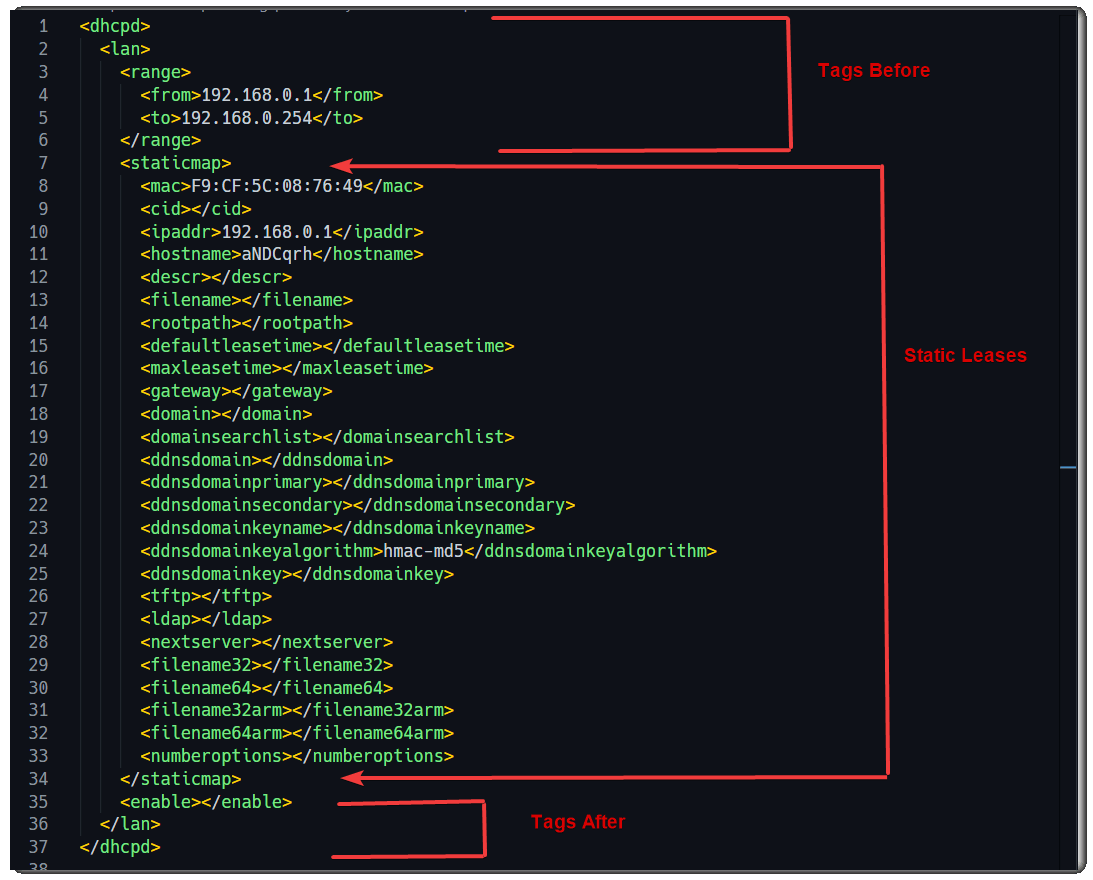 1 <dhcpd>
Tags Before
2 <lan>
3 <range>
4 <from>192.168.0.1</from>
5 <to>192.168.0.254</to>
6 </range>
7 <staticmap>
8 <mac>F9:CF:5C:08:76:49</mac>
9 <cid></cid>
10 <ipaddr>192.168.0.1</ipaddr>
11 <hostname>aNDCqrh</hostname>
12 <descr></descr>
13 <filename></filename>
14 <rootpath></rootpath>
15 <defaultleasetime></defaultleasetime>
Static Leases
16 <maxleasetime></maxleasetime>
17 <gateway></gateway>
18 <domain></domain>
19 <domainsearchlist></domainsearchlist>
20 <ddnsdomain></ddnsdomain>
21 <ddnsdomainprimary></ddnsdomainprimary>
22 <ddnsdomainsecondary></ddnsdomainsecondary>
23 <ddnsdomainkeyname></ddnsdomainkeyname>
24 <ddnsdomainkeyalgorithm>hmac-md5</ddnsdomainkeyalgorithm>
25 <ddnsdomainkey></ddnsdomainkey>
26 <tftp></tftp>
27 <ldap></ldap>
28 <nextserver></nextserver>
29 <filename32></filename32>
30 <filename64></filename64>
31 <filename32arm></filename32arm>
32 <filename64arm></filename64arm>
33 <numberoptions></numberoptions>
34 </staticmap>
35 <enable></enable>
Tags After
36 </lan>
37 </dhcpd>
38